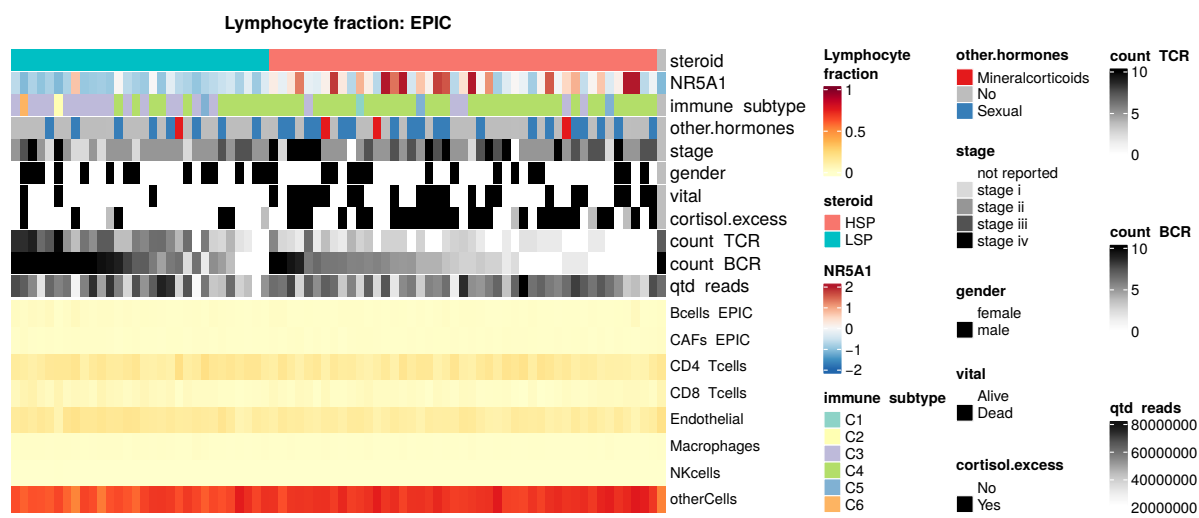 Lymphocyte fraction: EPIC
steroid
NR5A1
immune subtype
other.hormones
stage
gender
vital
cortisol.excess
count TCR
count BCR
qtd reads
Bcells EPIC
CAFs EPIC
CD4 Tcells
CD8 Tcells
Endothelial
Macrophages
NKcells
otherCells
Lymphocyte
fraction
1
0.5
0
steroid
HSP
LSP
NR5A1
2
1
0
−1
−2
immune subtype
C1
C2
C3
C4
C5
C6
other.hormones
Mineralcorticoids
No
Sexual
stage
not reported
stage i
stage ii
stage iii
stage iv
gender
female
male
vital
Alive
Dead
cortisol.excess
No
Yes
count TCR
10
5
0
count BCR
10
5
0
qtd reads
80000000
60000000
40000000
20000000